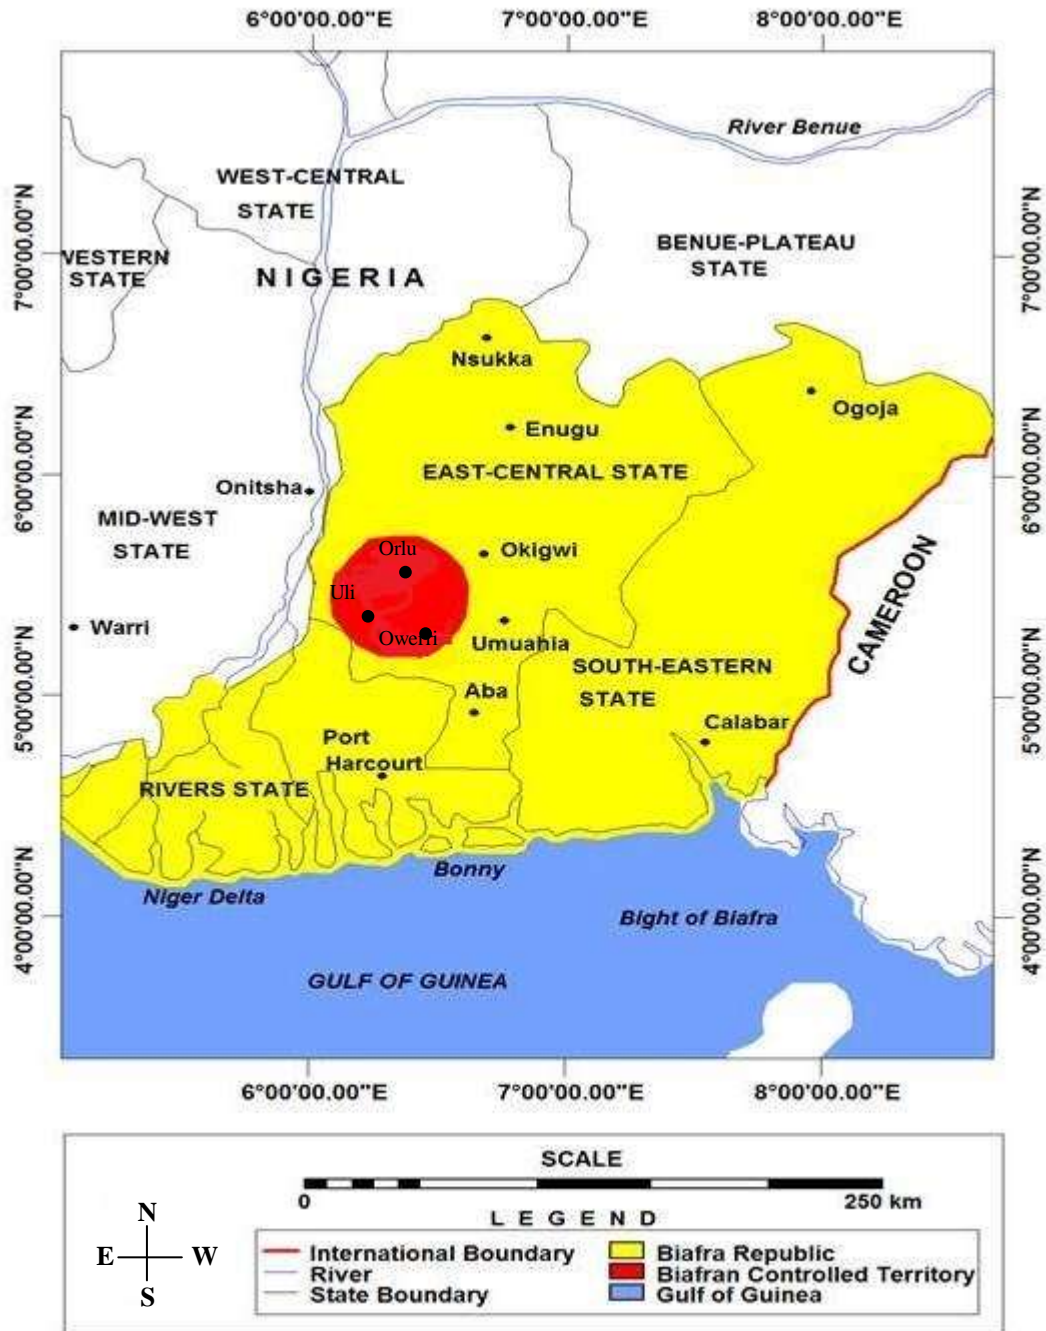 6°00'00.00"E 7°00'00.00"E 8°00'00.00"E
River Benue
WEST-CENTRAL
STATE
7°00'00.00"N
WESTERN
STATE
NIGERIA
BENUE-PLATEAU
STATE
7°00'00.00"N
Nsukka
Ogoja
Enugu
EAST-CENTRAL STATE
6°00'00.00"N
Onitsha
6°00'00.00"N
MID-WEST
STATE
Orlu
Okigwi
CAMEROON
Uli
Warri
Owerri
Umuahia
SOUTH-EASTERN
STATE
5°00'00.00"N
Aba
5°00'00.00"N
Calabar
Port
Harcourt
RIVERS STATE
Bonny
Niger Delta
4°00'00.00"N
Bight of Biafra
4°00'00.00"N
GULF OF GUINEA
6°00'00.00"E 7°00'00.00"E 8°00'00.00"E
SCALE
0 250 km
LEGEND
N
E W
S
International Boundary
River
State Boundary
Biafra Republic
Biafran Controlled Territory
Gulf of Guinea